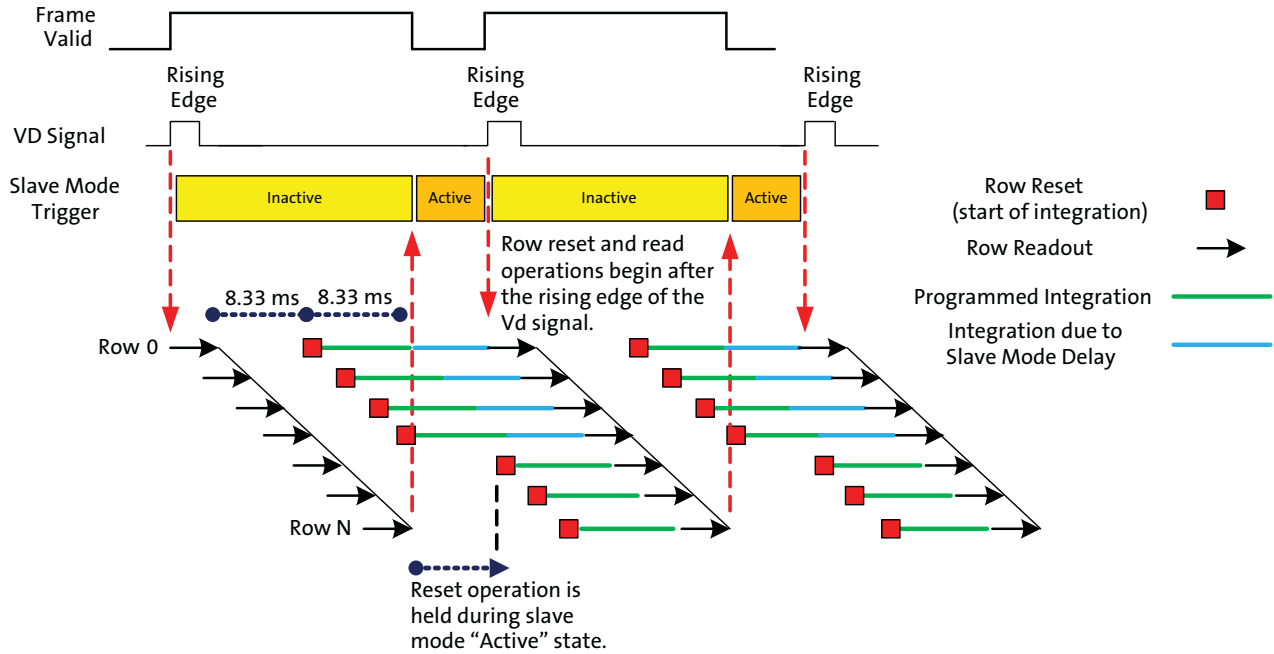 Frame
Valid
Rising
Edge
Rising
Edge
Rising
Edge
VD Signal
Slave Mode
Trigger
Inactive
Active
Inactive
Active
Row Reset
(start of integration)
Row Readout
Programmed Integration
Integration due to
Slave Mode Delay
Row reset and read
operations begin after
the rising edge of the
Vd signal.
8.33 ms
8.33 ms
Row 0
Row N
Reset operation is
held during slave
mode “Active” state.